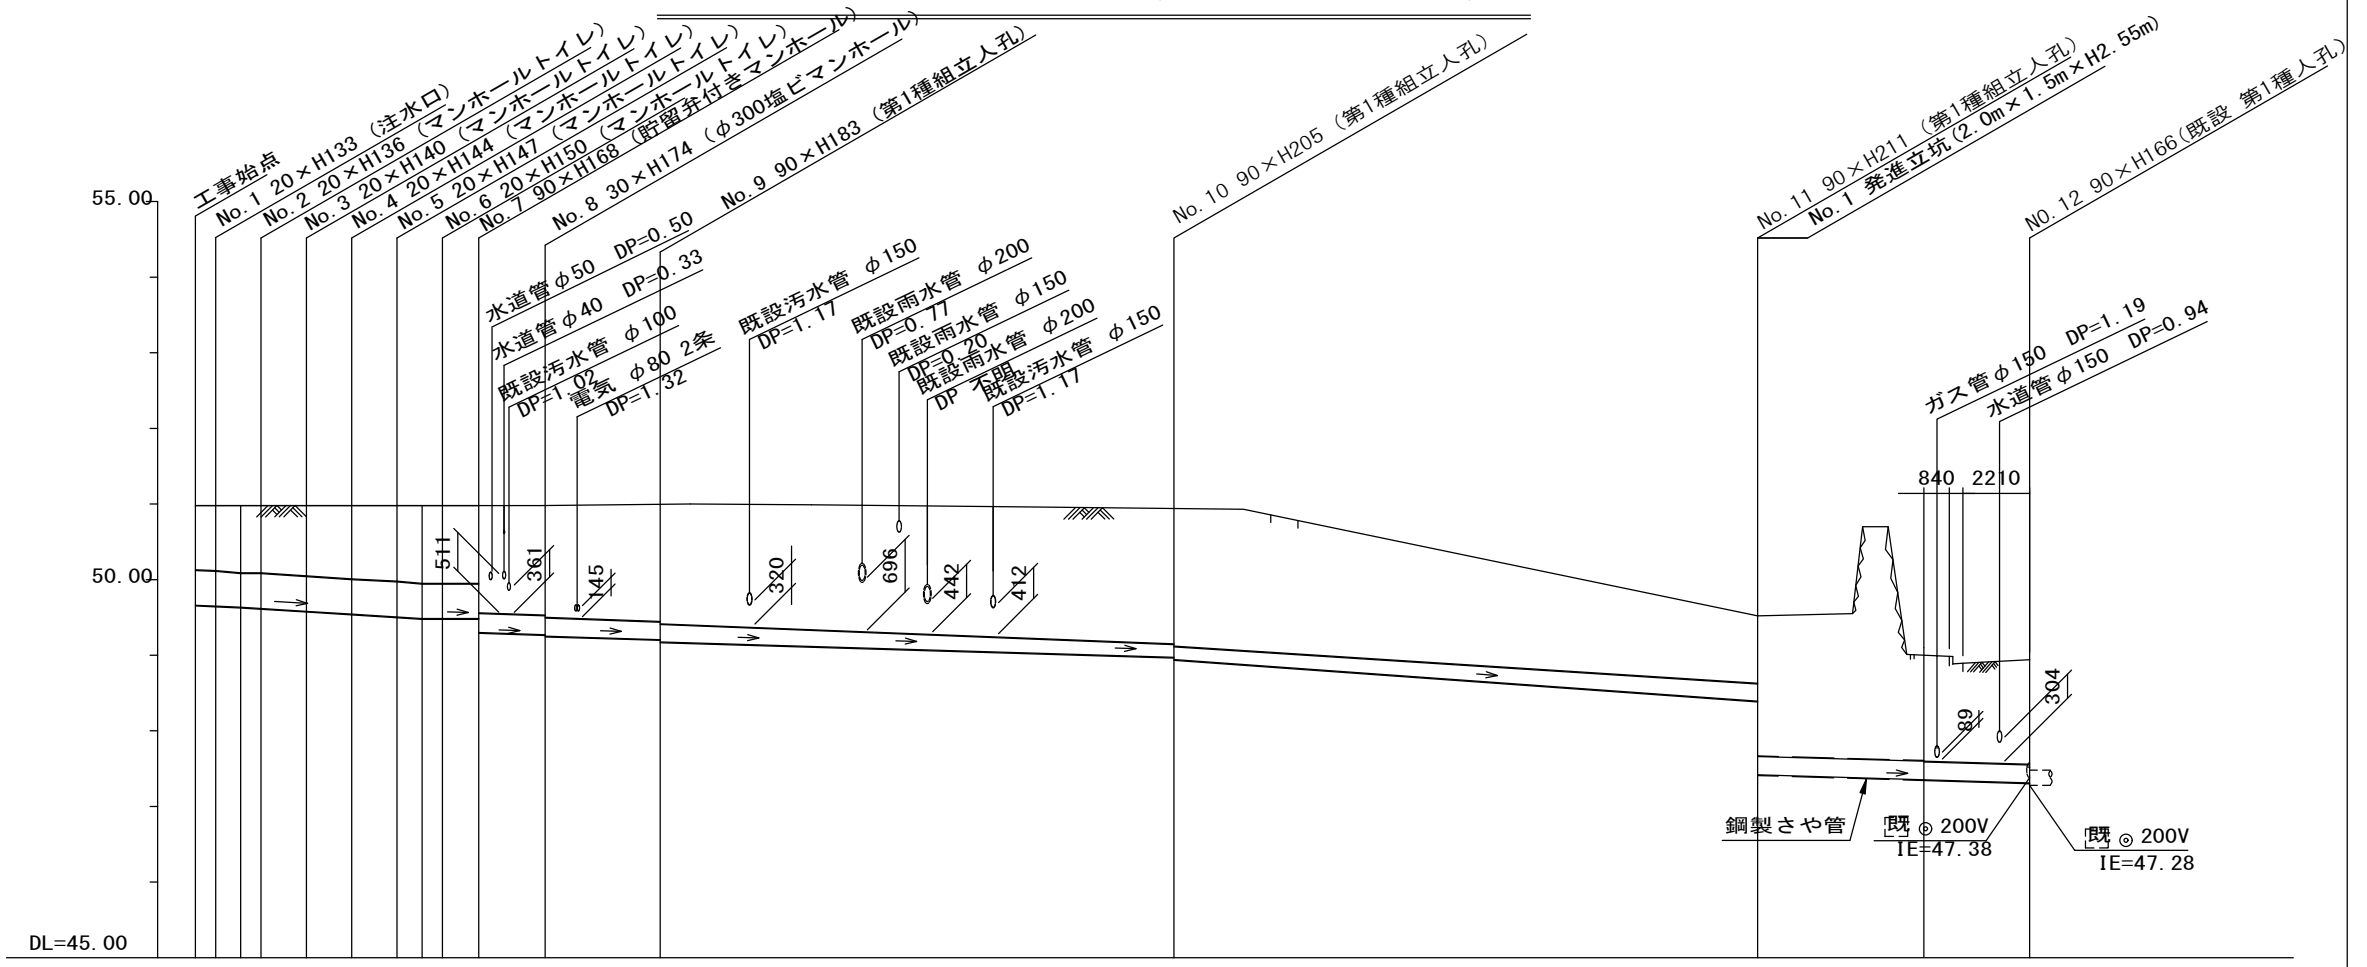 工事始点
No.1 20×H133（注水口）
No.2 20×H136（マンホールトイレ）
No.3 20×H140（マンホールトイレ）
No.4 20×H144（マンホールトイレ）
No.5 20×H147（マンホールトイレ）
No.6 20×H150（マンホールトイレ）
No.7 90×H168（貯留弁付きマンホール）
No.8 30×H174（φ300塩ビマンホール）
No.9 90×H183（第1種組立人孔）
No.10 90×H205（第1種組立人孔）
No.11 90×H211（第1種組立人孔）
No.1 発進立坑(2.0m×1.5m×H2.55m)
NO.12 90×H166(既設 第1種人孔)
55.00
水道管φ50 DP=0.50
水道管φ40 DP=0.33
既設汚水管 φ100
DP=1.02
電気 φ80 2条
DP=1.32
既設汚水管 φ150
DP=1.17
既設雨水管 φ200
DP=0.77
既設雨水管 φ150
DP=0.20
既設雨水管 φ200
DP 不明
既設汚水管 φ150
DP=1.17
ガス管φ150 DP=1.19
水道管φ150 DP=0.94
840 2210
50.00
511
361
145
320
696
442
412
89
304
鋼製さや管
既 ◎ 200V
IE=47.38
既 ◎ 200V
IE=47.28
DL=45.00